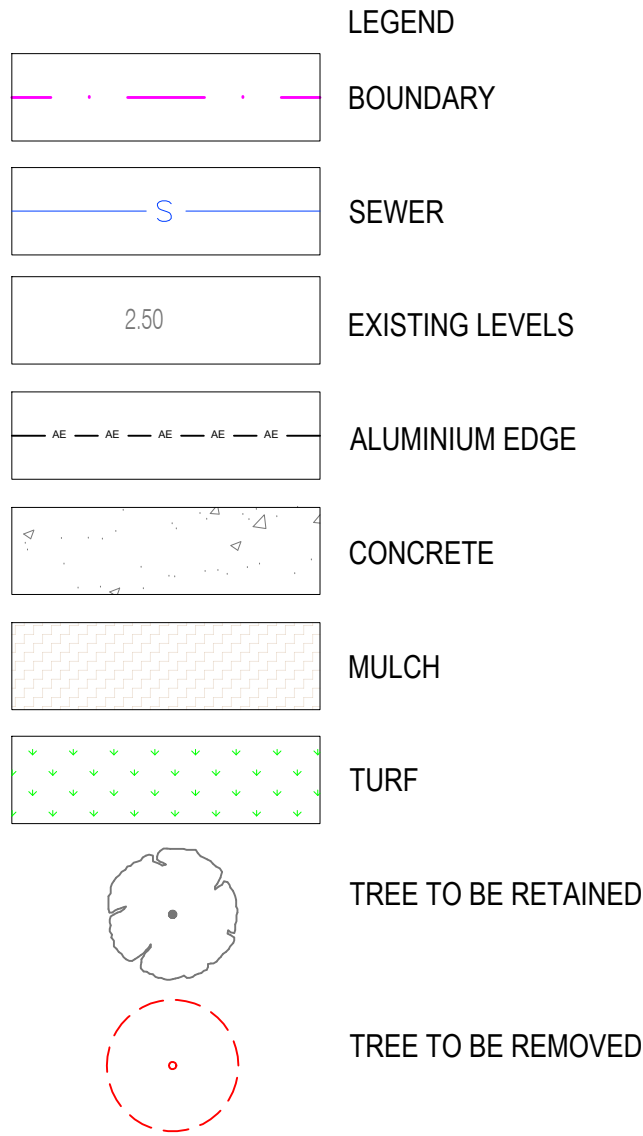 LEGEND
BOUNDARY
S SEWER
2.50 EXISTING LEVELS
AE AE AE AE AE ALUMINIUM EDGE
CONCRETE
MULCH
TURF
TREE TO BE RETAINED
TREE TO BE REMOVED